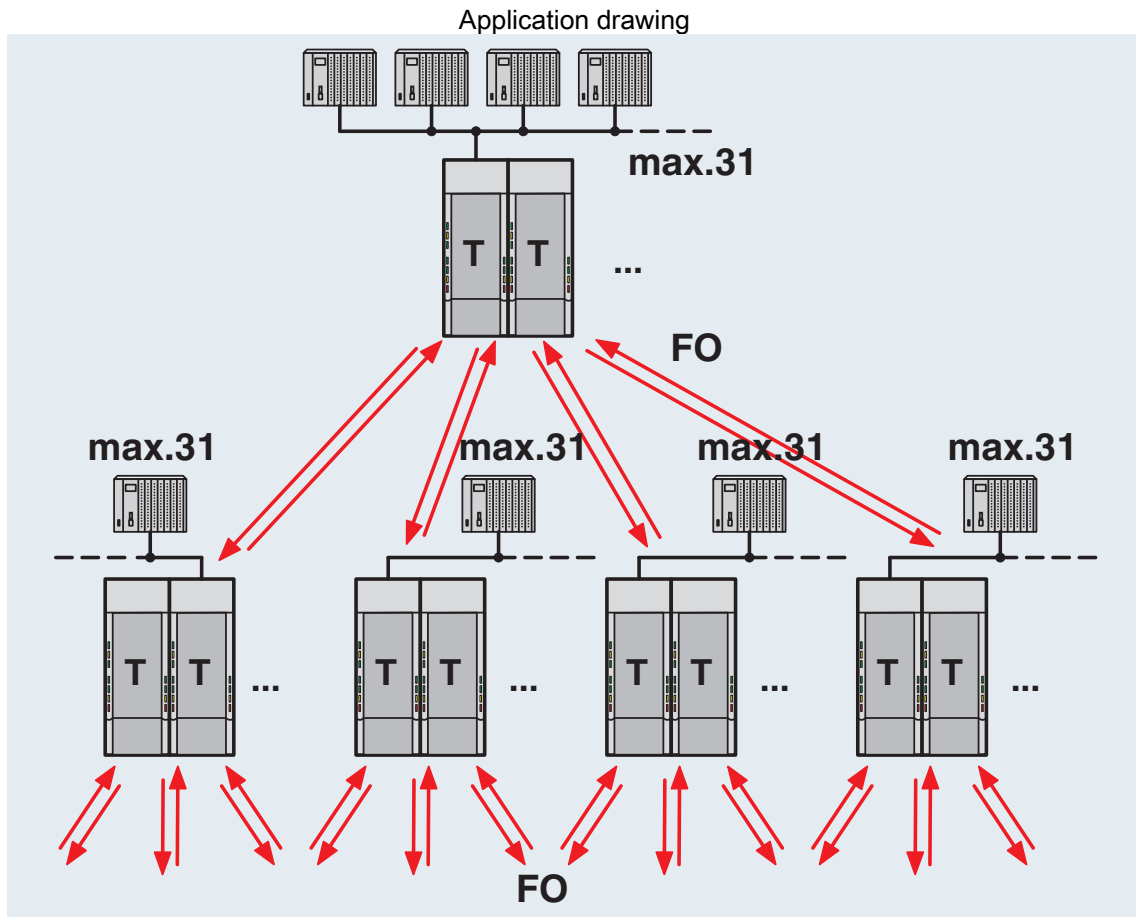 Application drawing
max.31
T T ...
FO
max.31 max.31 max.31 max.31
T T ... T T ... T T ... T T ...
FO